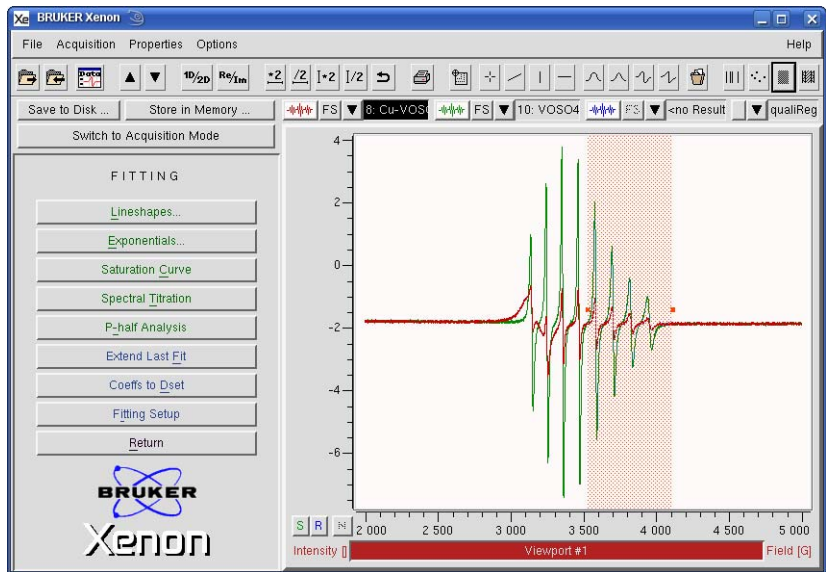 BRUKER Xenon
File Acquisition Properties Options Help
Data 1D/2D Re/Im *2 /2 I*2 I/2
Save to Disk ... Store in Memory ... FS 8: Cu-VOSO FS 10: VOSO4 FS <no Result qualiReg
Switch to Acquisition Mode
FITTING
Lineshapes...
Exponentials...
Saturation Curve
Spectral Titration
P-half Analysis
Extend Last Fit
Coeffs to Dset
Fitting Setup
Return
BRUKER
Xenon
4
2
0
-2
-4
-6
S R
2 000 2 500 3 000 3 500 4 000 4 500 5 000
Intensity [] Viewport #1 Field [G]